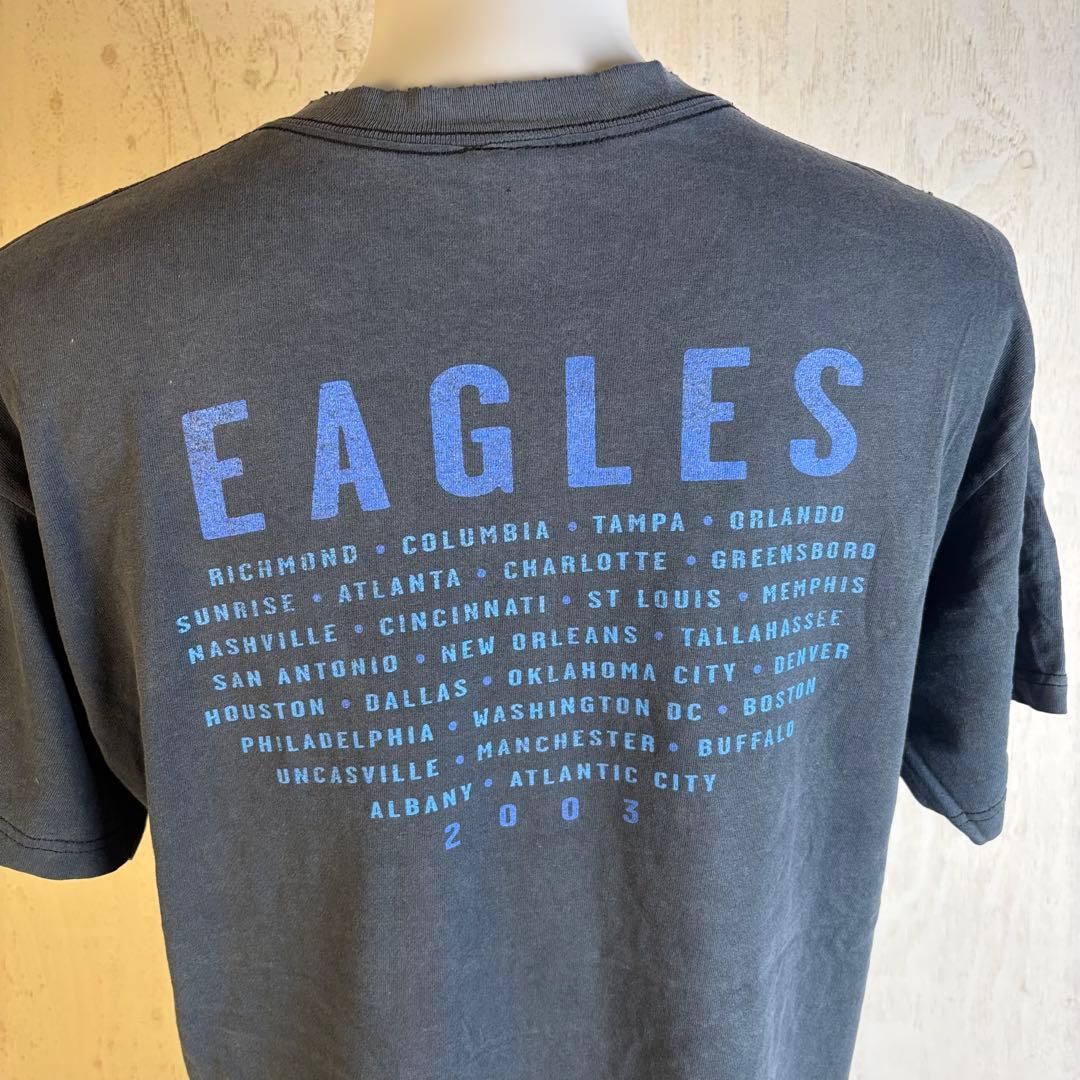 EAGLES
RICHMOND • COLUMBIA • TAMPA • ORLANDO
SUNRISE • ATLANTA • CHARLOTTE • GREENSBORO
NASHVILLE • CINCINNATI • ST LOUIS • MEMPHIS
SAN ANTONIO • NEW ORLEANS • TALLAHASSEE
HOUSTON • DALLAS • OKLAHOMA CITY • DENVER
PHILADELPHIA • WASHINGTON DC • BOSTON
UNCASVILLE • MANCHESTER • BUFFALO
ALBANY • ATLANTIC CITY
2003